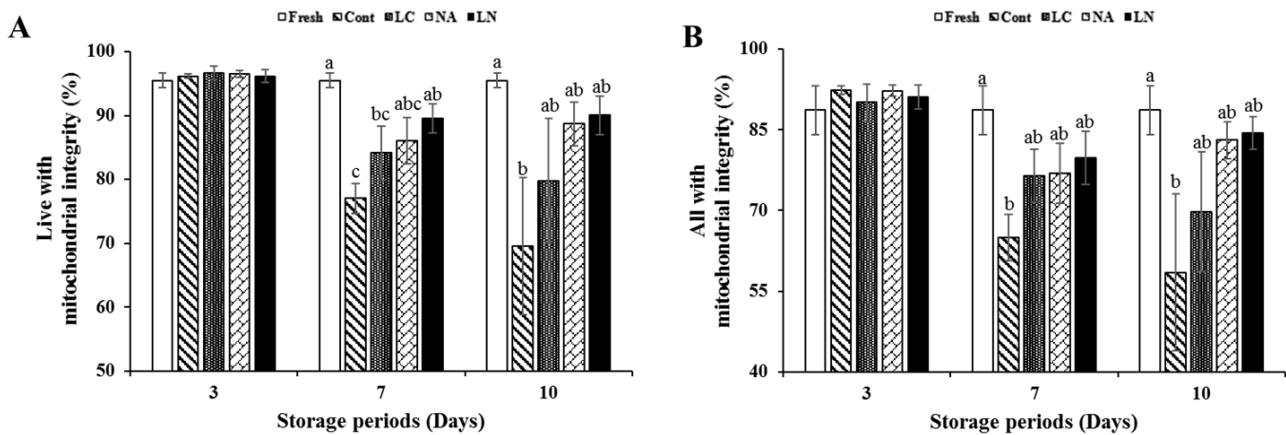 A
Fresh Cont LC NA LN
Live with
mitochondrial integrity (%)
100
90
80
70
60
50
a
c
bc
abc
ab
a
b
ab
ab
ab
3 7 10
Storage periods (Days)
B
Fresh Cont LC NA LN
All with
mitochondrial integrity (%)
100
85
70
55
40
a
b
ab
ab
ab
a
b
ab
ab
ab
3 7 10
Storage periods (Days)